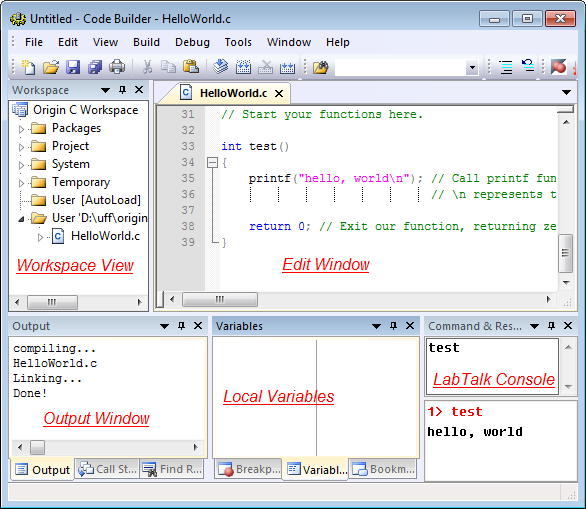 Untitled - Code Builder - HelloWorld.c
File Edit View Build Debug Tools Window Help
Workspace
Origin C Workspace
Packages
Project
System
Temporary
User [AutoLoad]
User 'D:\uff\origin
HelloWorld.c
Workspace View
HelloWorld.c
31 // Start your functions here.
32
33 int test()
34 {
35 printf("hello, world\n"); // Call printf fun
36 // \n represents t
37
38 return 0; // Exit our function, returning ze
39 }
Edit Window
Output
compiling...
HelloWorld.c
Linking...
Done!
Output Window
Output Call St... Find R...
Variables
Local Variables
Breakp... Variabl... Bookm...
Command & Res...
test
LabTalk Console
1> test
hello, world